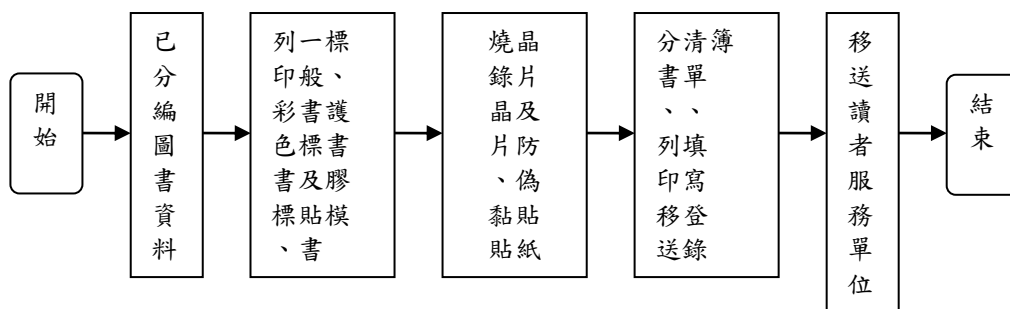 開始
已分編圖書資料
列印彩色書標、
一般書標及貼書
標、護書膠模
燒錄晶片、黏貼
晶片及防偽貼紙
分書、列印移送
清單、填寫登錄
簿
移送讀者服務單位
結束